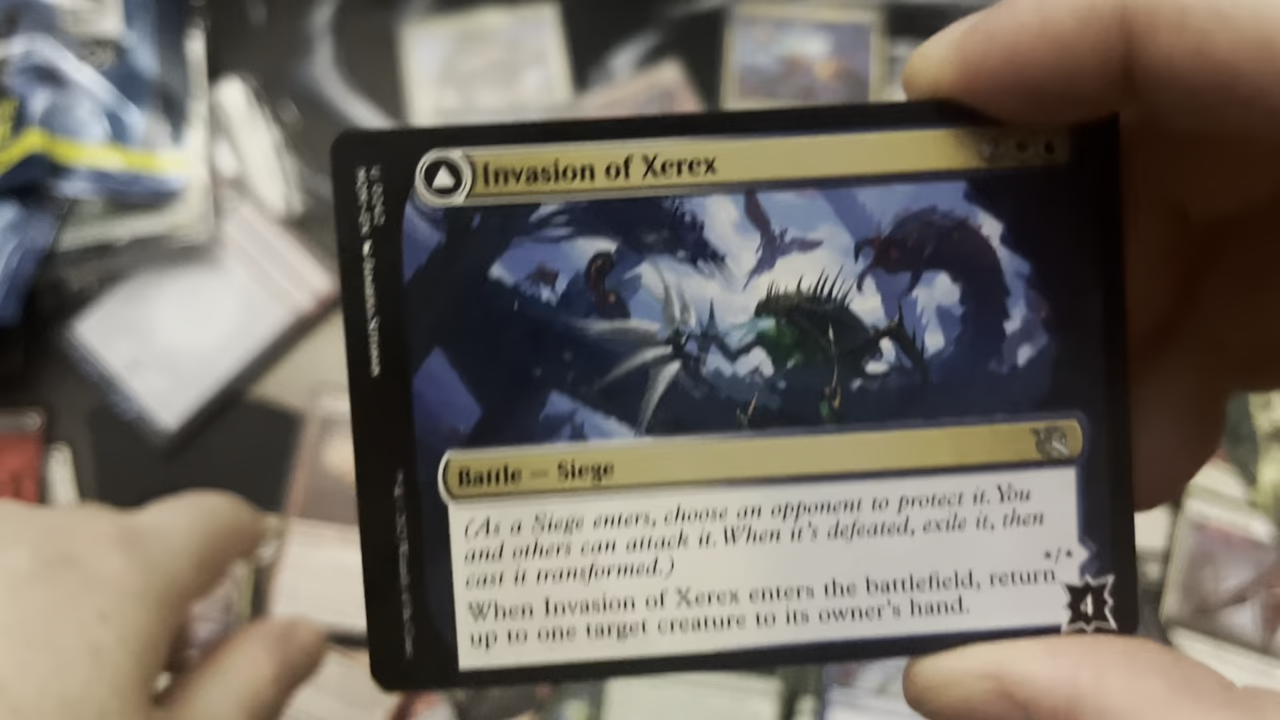 Invasion of Xerex
Battle — Siege
(As a Siege enters, choose an opponent to protect it. You
and others can attack it. When it's defeated, exile it, then
cast it transformed.)
When Invasion of Xerex enters the battlefield, return
up to one target creature to its owner's hand.
*/*
4